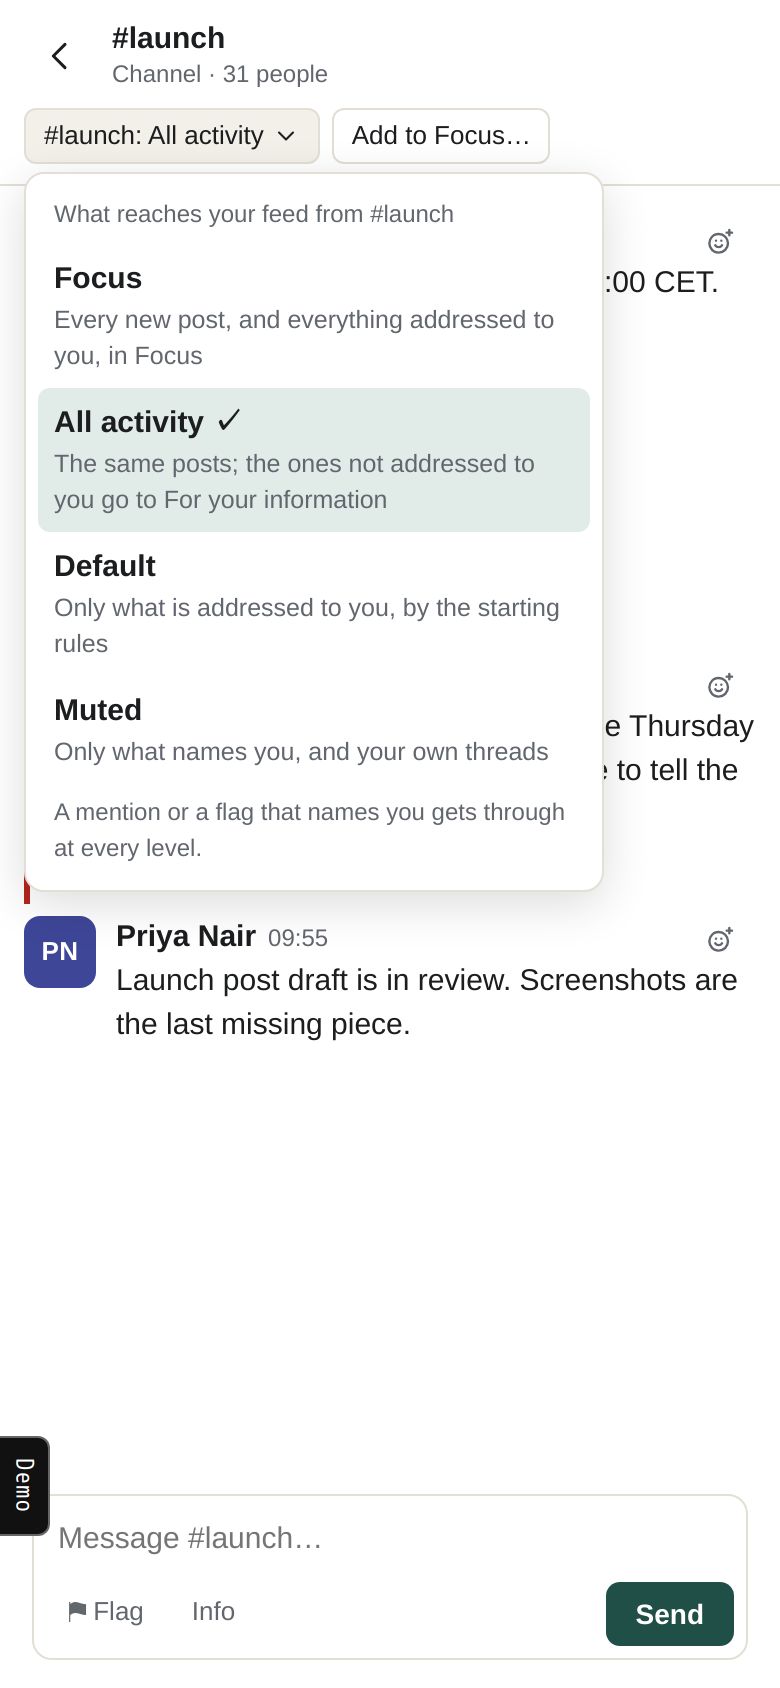 #launch
Channel · 31 people
#launch: All activity
Add to Focus…
What reaches your feed from #launch
Focus
Every new post, and everything addressed to
you, in Focus
All activity ✓
The same posts; the ones not addressed to
you go to For your information
Default
Only what is addressed to you, by the starting
rules
Muted
Only what names you, and your own threads
A mention or a flag that names you gets through
at every level.
:00 CET.
e Thursday
to tell the
PN
Priya Nair 09:55
Launch post draft is in review. Screenshots are
the last missing piece.
Demo
Message #launch…
Flag
Info
Send